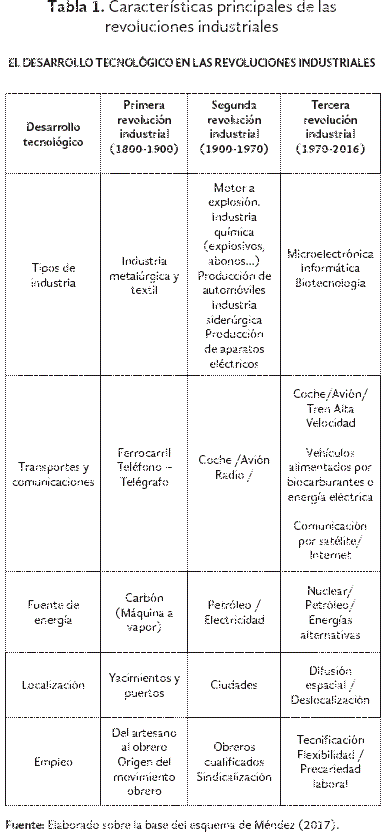 Tabla 1. Características principales de las
revoluciones industriales
El DESARROLLO TECNOLÓGICO EN LAS REVOLUCIONES INDUSTRIALES
Desarrollo
tecnológico
Primera
revolución
industrial
(1800-1900)
Segunda
revolución
industrial
(1900-1970)
Tercera
revolución
industrial
(1970-2016)
Tipos de
industria
Industria
metalúrgica y
textil
Motor a
explosión,
industria
química
(explosivos,
abonos...)
Producción de
automóviles
industria
siderúrgica
Producción
de aparatos
eléctricos
Microelectrónica
informática
Biotecnología
Transportes y
comunicaciones
Ferrocarril
Teléfono –
Telégrafo
Coche /Avión
Radio /
Coche/Avión/
Tren Alta
Velocidad
Vehículos
alimentados por
biocarburantes o
energía eléctrica
Comunicación
por satélite/
Internet
Fuente de
energía
Carbón
(Máquina a
vapor)
Petróleo /
Electricidad
Nuclear/
Petróleo/
Energías
alternativas
Localización
Yacimientos y
puertos
Ciudades
Difusión
espacial /
Deslocalización
Empleo
Del artesano
al obrero
Origen del
movimiento
obrero
Obreros
cualificados
Sindicalización
Tecnificación
Flexibilidad /
Precariedad
laboral
Fuente: Elaborado sobre la base del esquema de Méndez (2017).